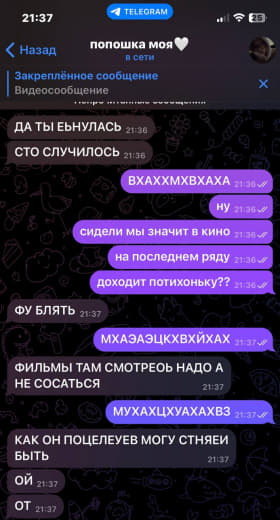 21:37
TELEGRAM
25
Назад
попошка моя🤍
в сети
Закреплённое сообщение
Видеосообщение
ДА ТЫ ЕЬНУЛАСЬ 21:36
СТО СЛУЧИЛОСЬ 21:36
ВХАХХМХВХАХА 21:36
ну 21:36
сидели мы значит в кино 21:36
на последнем ряду 21:36
доходит потихоньку?? 21:36
ФУ БЛЯТЬ 21:37
МХАЭАЭЦКХВХЙХАХ 21:37
ФИЛЬМЫ ТАМ СМОТРЕОЬ НАДО А
НЕ СОСАТЬСЯ
21:37
МУХАХЦХУАХАХВЗ 21:37
КАК ОН ПОЦЕЛЕУЕВ МОГУ СТНЯЕИ
БЫТЬ
21:37
ОЙ 21:37
ОТ 21:37